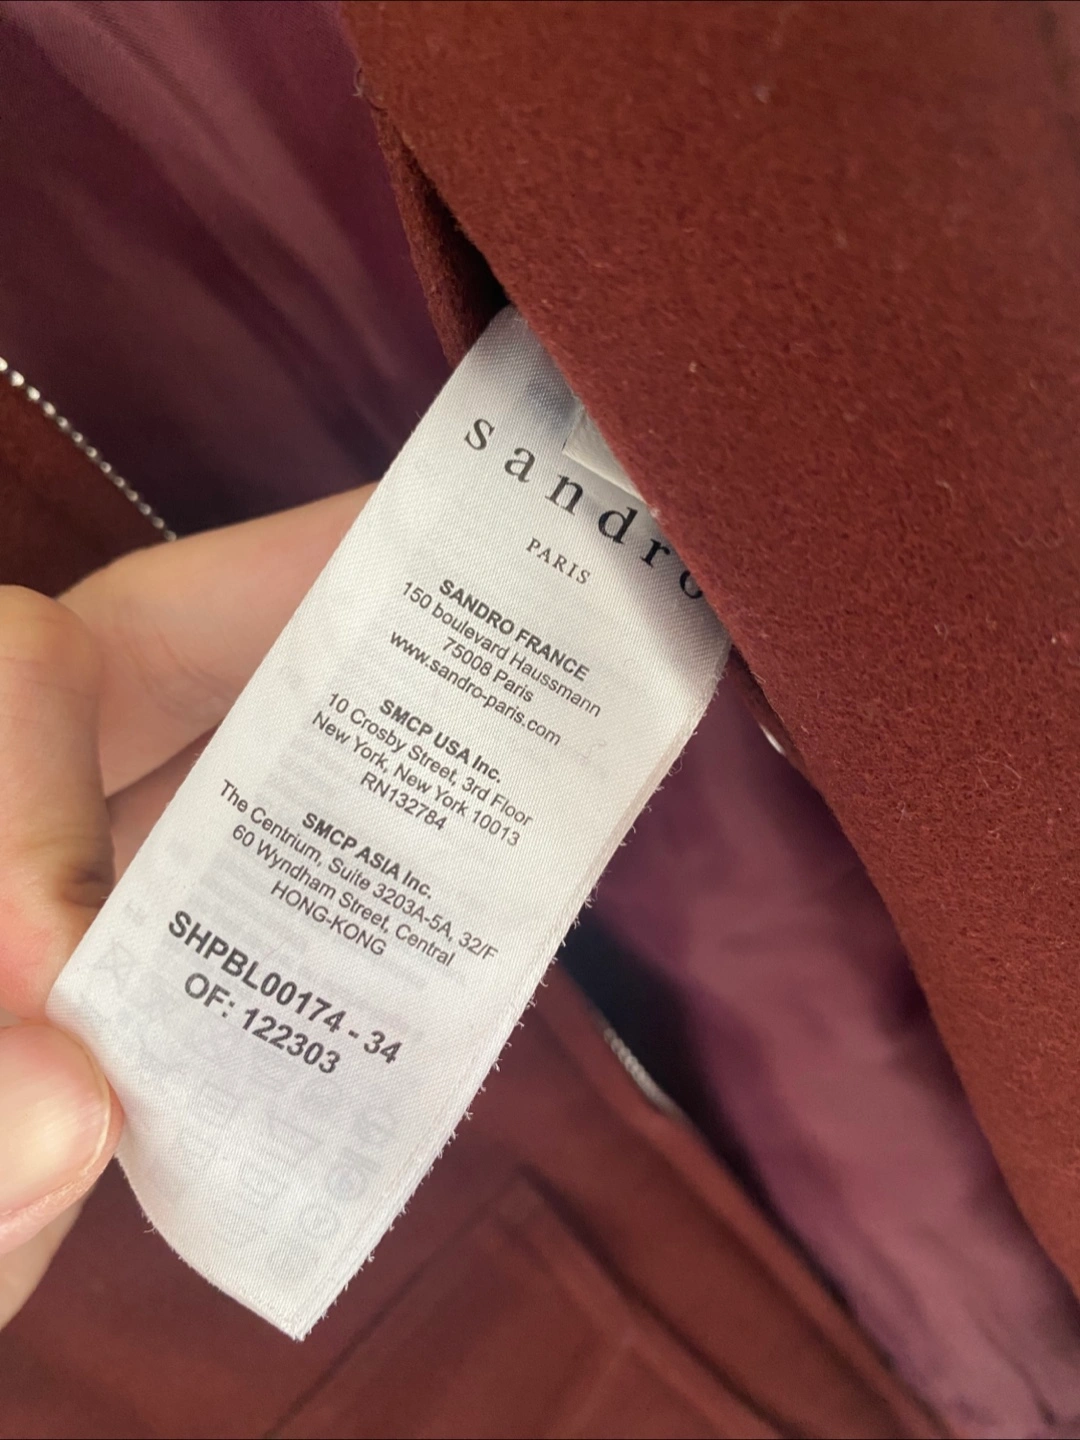 sandro
PARIS
SANDRO FRANCE
150 boulevard Haussmann
75008 Paris
www.sandro-paris.com
SMCP USA Inc.
10 Crosby Street, 3rd Floor
New York, New York 10013
RN132784
SMCP ASIA Inc.
The Centrium, Suite 3203A-5A, 32/F
60 Wyndham Street, Central
HONG-KONG
SHPBL00174 - 34
OF: 122303